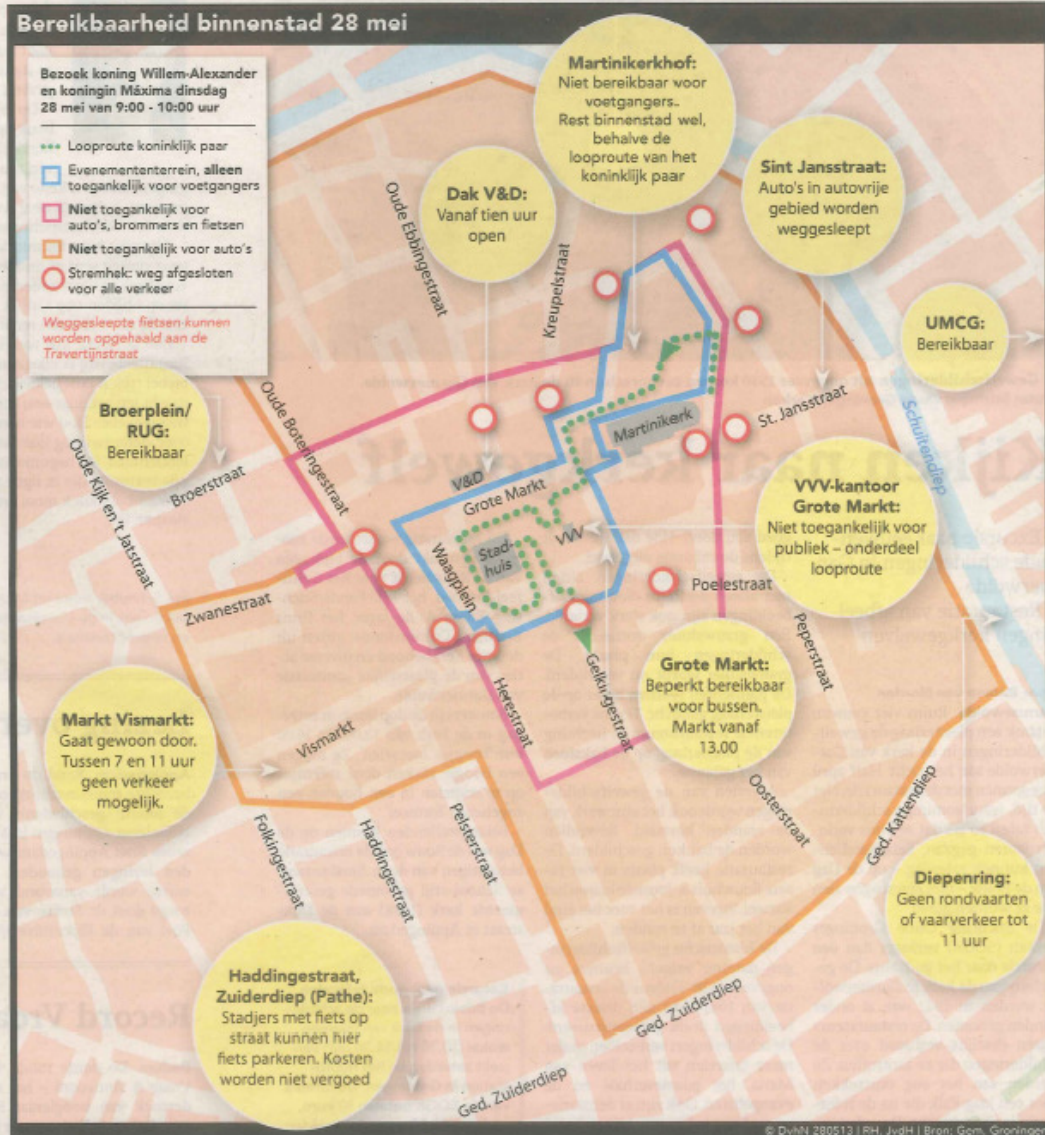 Bereikbaarheid binnenstad 28 mei
Bezoek koning Willem-Alexander
en koningin Máxima dinsdag
28 mei van 9:00 - 10:00 uur
Looproute koninklijk paar
Evenemententerrein, alleen
toegankelijk voor voetgangers
Niet toegankelijk voor
auto's, brommers en fietsen
Niet toegankelijk voor auto's
Stremhek: weg afgesloten
voor alle verkeer
Weggesleepte fietsen kunnen
worden opgehaald aan de
Travertijnstraat
Martinikerkhof:
Niet bereikbaar voor
voetgangers.
Rest binnenstad wel,
behalve de
looproute van het
koninklijk paar
Dak V&D:
Vanaf tien uur
open
Sint Jansstraat:
Auto's in autovrije
gebied worden
weggesleept
UMCG:
Bereikbaar
Broerplein/
RUG:
Bereikbaar
VVV-kantoor
Grote Markt:
Niet toegankelijk voor
publiek – onderdeel
looproute
Grote Markt:
Beperkt bereikbaar
voor bussen.
Markt vanaf
13.00
Markt Vismarkt:
Gaat gewoon door.
Tussen 7 en 11 uur
geen verkeer
mogelijk.
Diepenring:
Geen rondvaarten
of vaarverkeer tot
11 uur
Haddingestraat,
Zuiderdiep (Pathe):
Stadjers met fiets op
straat kunnen hier
fiets parkeren. Kosten
worden niet vergoed
Oude Ebbingestraat
Kreupelstraat
Oude Boteringestraat
Oude Kijk en 't Jatstraat
Broerstraat
V&D
Grote Markt
Martinikerk
St. Jansstraat
Schuitendiep
Waagplein
Stad-
huis
VVV
Poelestraat
Zwanestraat
Peperstraat
Herestraat
Gelkingestraat
Vismarkt
Oosterstraat
Folkingestraat
Haddingestraat
Pelsterstraat
Ged. Kattendiep
Ged. Zuiderdiep
Ged. Zuiderdiep
© DvhN 280513 | RH, JvdH | Bron: Gem. Groningen